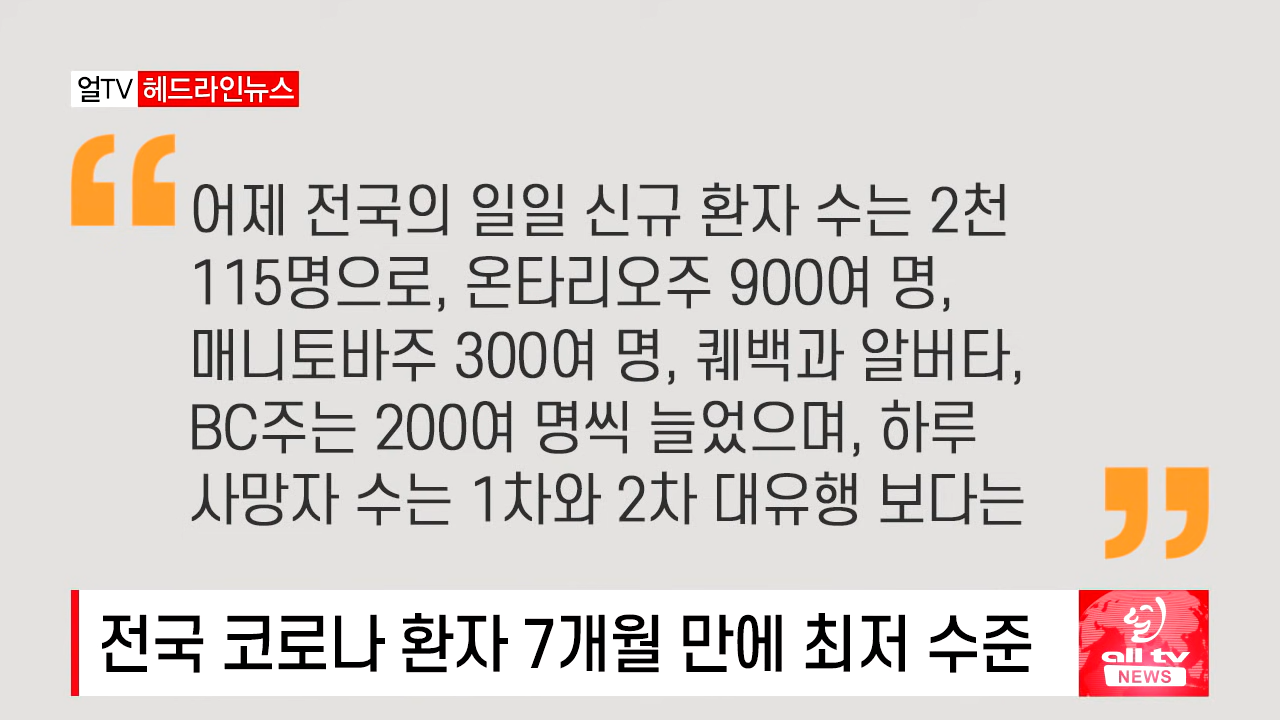 얼TV 헤드라인뉴스
어제 전국의 일일 신규 환자 수는 2천
115명으로, 온타리오주 900여 명,
매니토바주 300여 명, 퀘백과 알버타,
BC주는 200여 명씩 늘었으며, 하루
사망자 수는 1차와 2차 대유행 보다는
전국 코로나 환자 7개월 만에 최저 수준
얼
all tv
NEWS